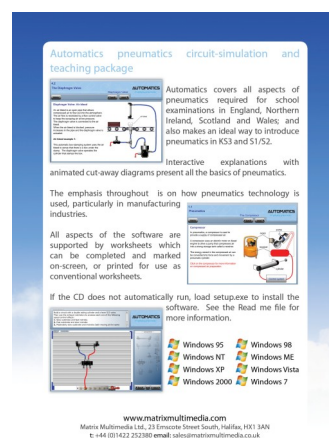 Automatics pneumatics circuit-simulation and
teaching package
The Diaphragm Valve
AUTOMATICS
Automatics covers all aspects of
pneumatics required for school
examinations in England, Northern
Ireland, Scotland and Wales; and
also makes an ideal way to introduce
pneumatics in KS3 and S1/S2.
Interactive explanations with
animated cut-away diagrams present all the basics of pneumatics.
The emphasis throughout is on how pneumatics technology is
used, particularly in manufacturing
industries.
AUTOMATICS
All aspects of the software are
supported by worksheets which
can be completed and marked
on-screen, or printed for use as
conventional worksheets.
If the CD does not automatically run, load setup.exe to install the
software. See the Read me file for
more information.
AUTOMATICS
Windows 95 Windows 98
Windows NT Windows ME
Windows XP Windows Vista
Windows 2000 Windows 7
www.matrixmultimedia.com
Matrix Multimedia Ltd., 23 Emscote Street South, Halifax, HX1 3AN
t: +44 (0)1422 252380 email: sales@matrixmultimedia.co.uk